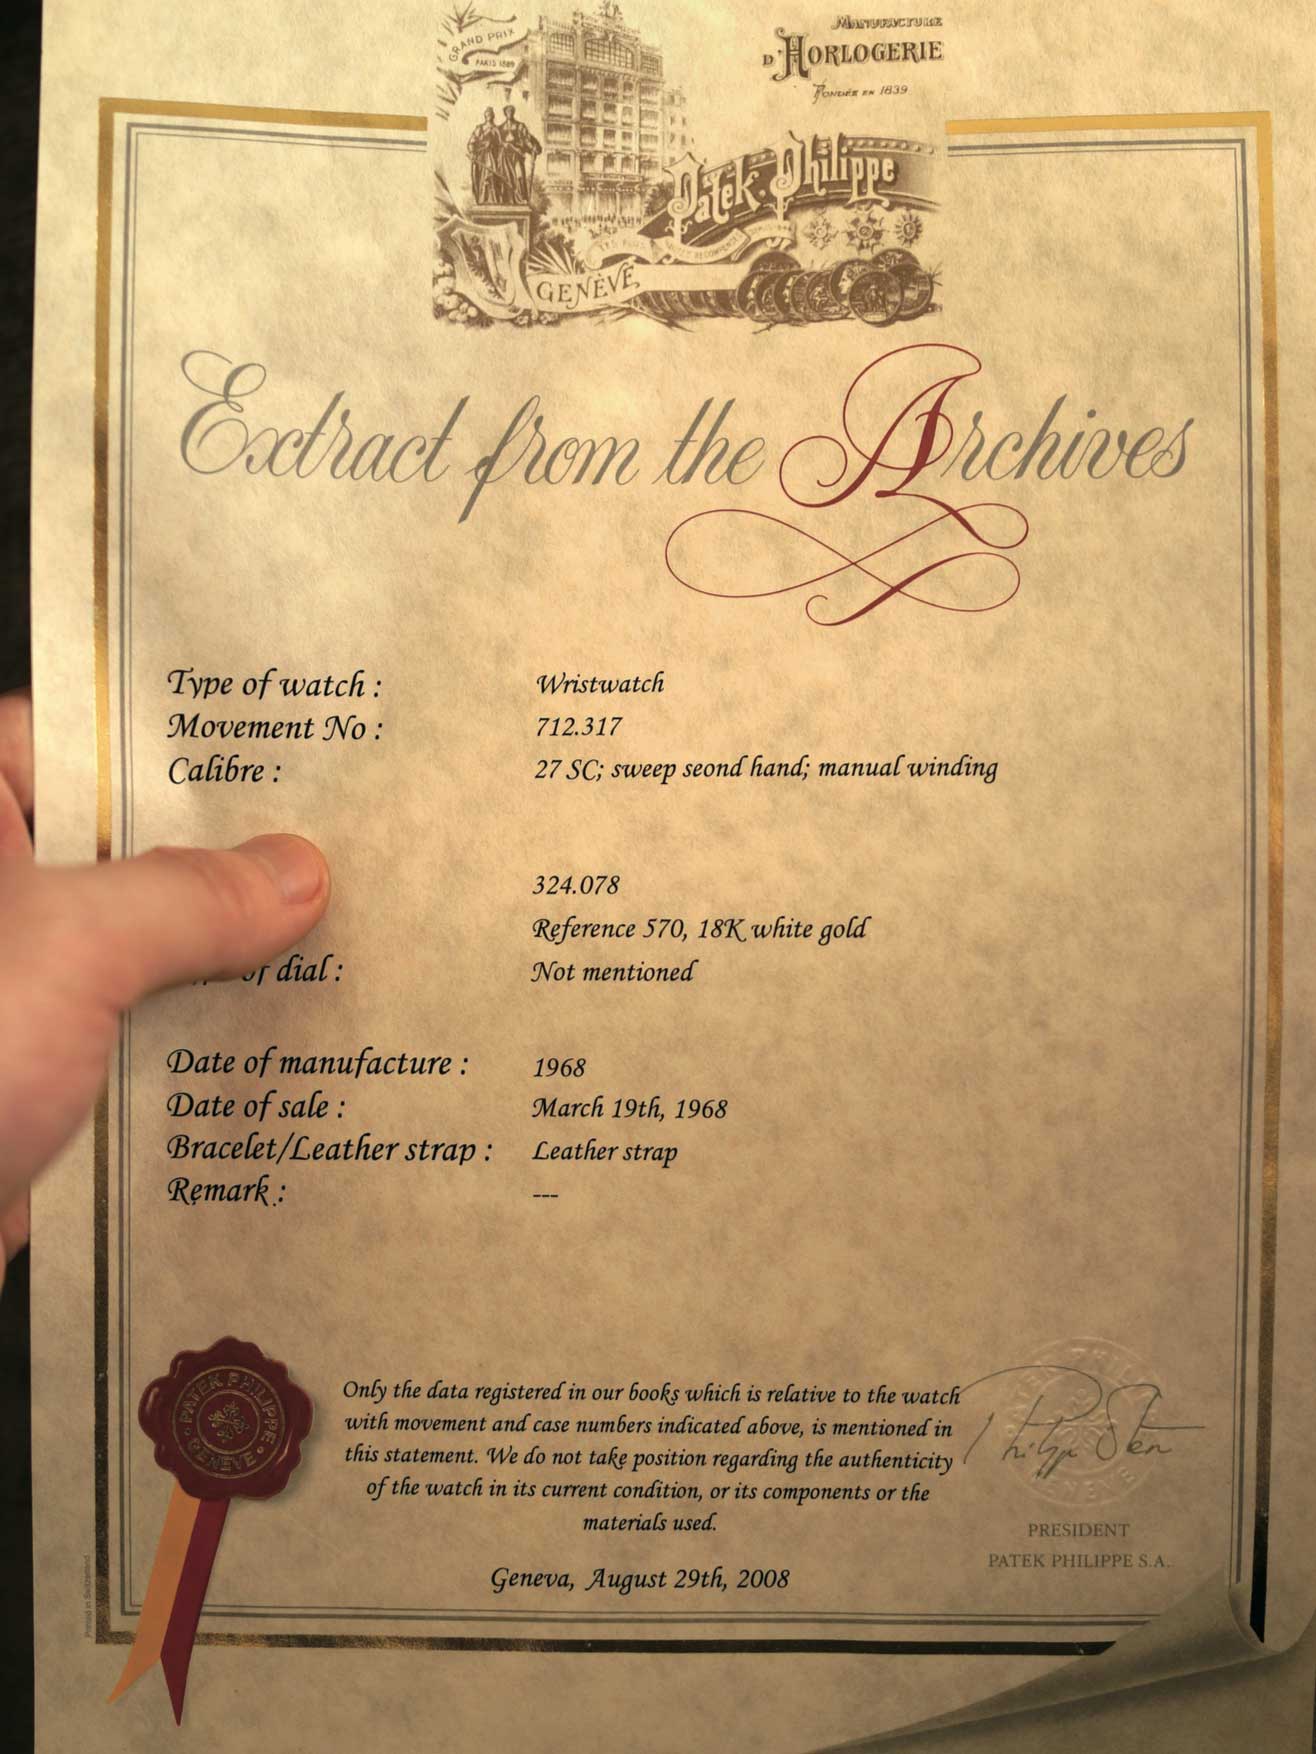 GRAND PRIX
PARIS 1889
MANUFACTURE
D'HORLOGERIE
FONDÉE EN 1839
Patek Philippe
GENÈVE
Extract from the Archives
Type of watch : Wristwatch
Movement No : 712.317
Calibre : 27 SC; sweep seond hand; manual winding
324.078
Reference 570, 18K white gold
of dial : Not mentioned
Date of manufacture : 1968
Date of sale : March 19th, 1968
Bracelet/Leather strap : Leather strap
Remark : ---
PATEK PHILIPPE
GENÈVE
Only the data registered in our books which is relative to the watch
with movement and case numbers indicated above, is mentioned in
this statement. We do not take position regarding the authenticity
of the watch in its current condition, or its components or the
materials used.
Philippe Stern
PRESIDENT
PATEK PHILIPPE S.A.
Geneva, August 29th, 2008
Printed in Switzerland